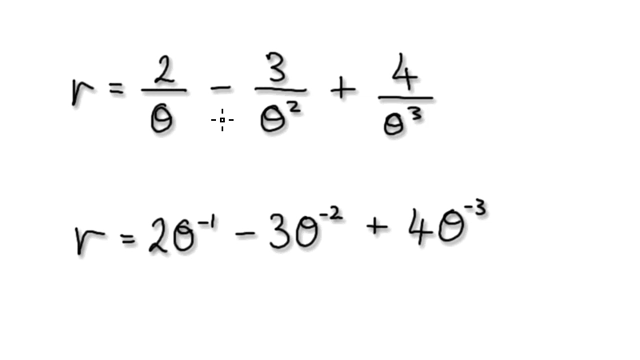 r = 2/θ - 3/θ² + 4/θ³
r = 2θ⁻¹ - 3θ⁻² + 4θ⁻³